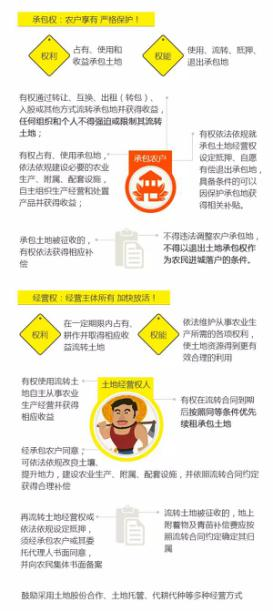 承包权：农户享有 严格保护！
权利
占有、使用和
收益承包土地
权能
使用、流转、抵押、
退出承包地
有权通过转让、互换、出租（转包）、
入股或其他方式流转承包地并获得收益，
任何组织和个人不得强迫或限制其流转
土地；
有权占有、使用承包地，
依法依规建设必要的农业
生产、附属、配套设施，
自主组织生产经营和处置
产品并获得收益；
承包农户
有权依法依规就
承包土地经营权
设定抵押、自愿
有偿退出承包地，
具备条件的可以
因保护承包地获
得相关补贴。
承包土地被征收的，
有权依法获得相应补
偿
不得违法调整农户承包地，
不得以退出土地承包权作
为农民进城落户的条件。
经营权：经营主体所有 加快放活！
权利
在一定期限内占有、
耕作并取得相应收
益流转土地
权能
依法维护从事农业生
产所需的各项权利，
使土地资源得到更有
效合理的利用
有权使用流转土
地自主从事农业
生产经营并获得
相应收益
土地经营权人
有权在流转合同到期
后按照同等条件优先
续租承包土地
经承包农户同意，
可依法依规改良土壤、
提升地力，建设农业生产、附属、配套设施，并依照流转合同约定
获得合理补偿
再流转土地经营权或
依法依规设定抵押，
须经承包农户或其委
托代理人书面同意，
并向农民集体书面备案
流转土地被征收的，地上
附着物及青苗补偿费应按
照流转合同约定确定其归
属
鼓励采用土地股份合作、土地托管、代耕代种等多种经营方式